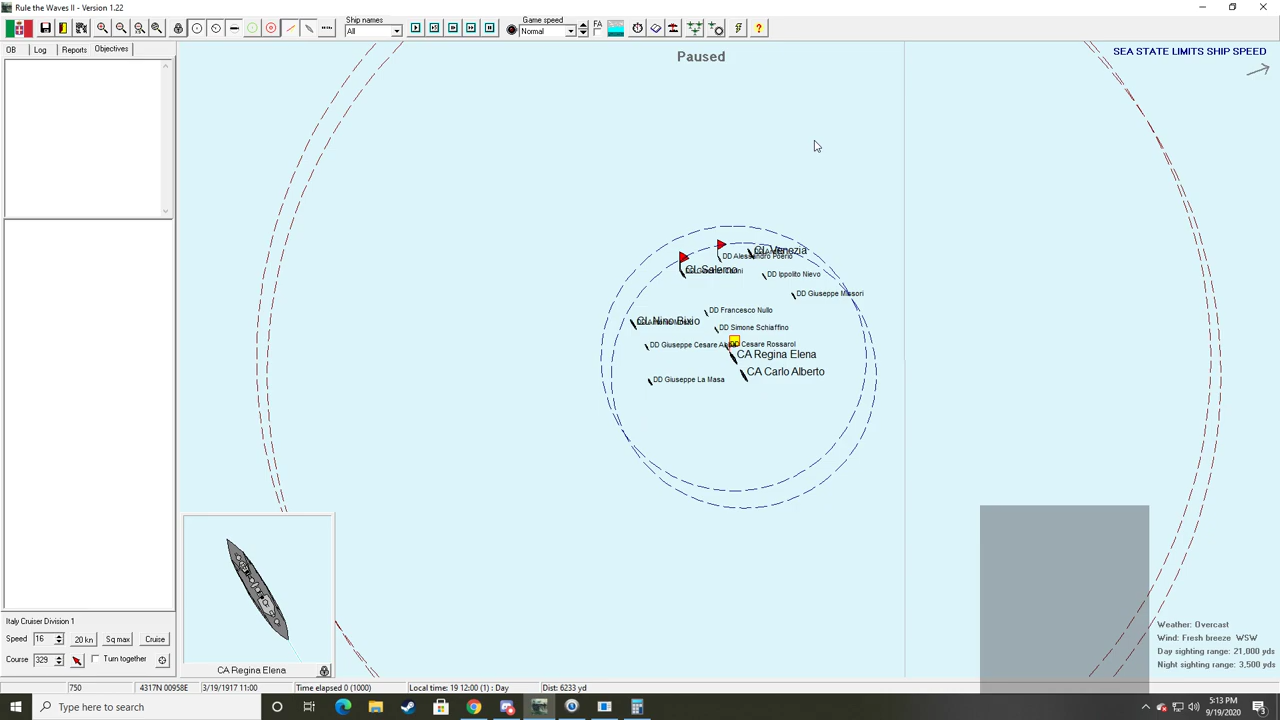 Rule the Waves II - Version 1.22
Ship names
All
Game speed
Normal
FA
OB
Log
Reports
Objectives
Paused
SEA STATE LIMITS SHIP SPEED
CL Venezia
DD Alessandro Poerio
CL Salerno
DD Ippolito Nievo
DD Giuseppe Missori
DD Francesco Nullo
CL Nino Bixio
DD Simone Schiaffino
DD Giuseppe Cesare
Cesare Rossarol
CA Regina Elena
CA Carlo Alberto
DD Giuseppe La Masa
Italy Cruiser Division 1
Speed
16
20 kn
Sq max
Cruise
Course
329
Turn together
CA Regina Elena
Weather: Overcast
Wind: Fresh breeze WSW
Day sighting range: 21,000 yds
Night sighting range: 3,500 yds
750
4317N 00958E
3/19/1917 11:00
Time elapsed 0 (1000)
Local time: 19 12:00 (1) : Day
Dist: 6233 yd
Type here to search
5:13 PM
9/19/2020